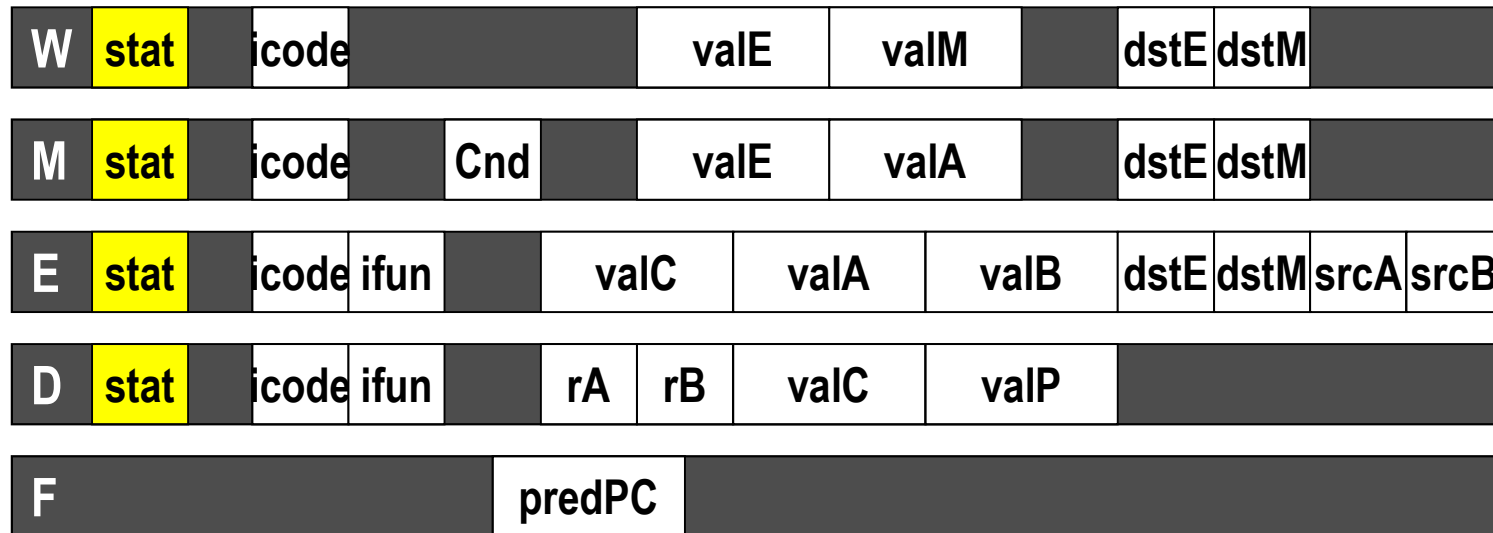 W stat icode valE valM dstE dstM
M stat icode Cnd valE valA dstE dstM
E stat icode ifun valC valA valB dstE dstM srcA srcB
D stat icode ifun rA rB valC valP
F predPC